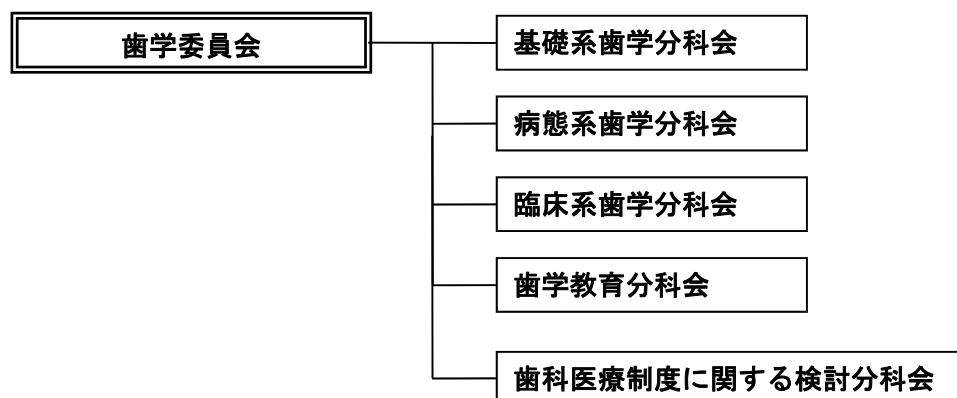 歯学委員会
基礎系歯学分科会
病態系歯学分科会
臨床系歯学分科会
歯学教育分科会
歯科医療制度に関する検討分科会